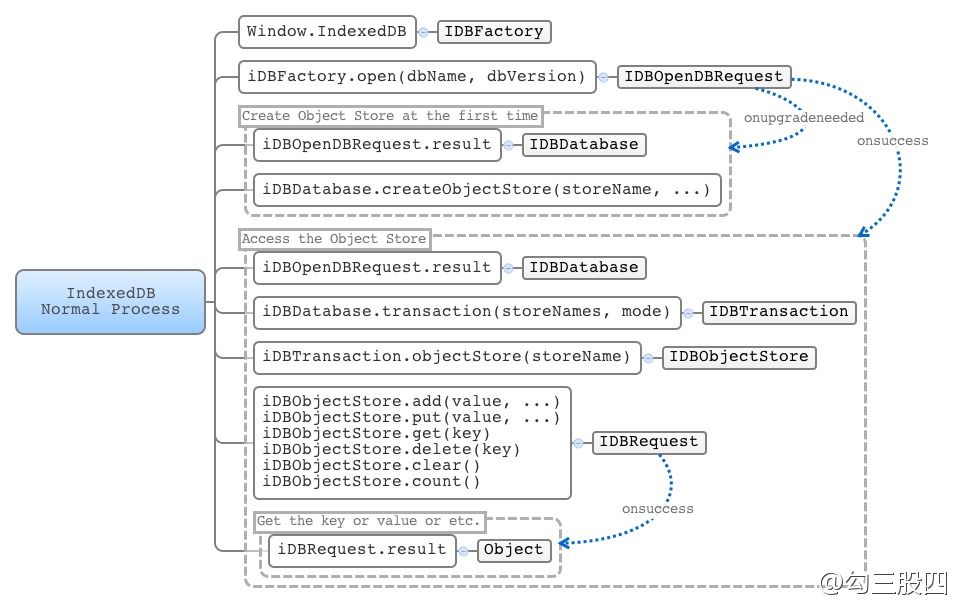 Window.IndexedDB
IDBFactory
iDBFactory.open(dbName, dbVersion)
IDBOpenDBRequest
Create Object Store at the first time
onupgradeneeded
onsuccess
iDBOpenDBRequest.result
IDBDatabase
iDBDatabase.createObjectStore(storeName, ...)
Access the Object Store
iDBOpenDBRequest.result
IDBDatabase
IndexedDB
Normal Process
iDBDatabase.transaction(storeNames, mode)
IDBTransaction
iDBTransaction.objectStore(storeName)
IDBObjectStore
iDBObjectStore.add(value, ...)
iDBObjectStore.put(value, ...)
iDBObjectStore.get(key)
iDBObjectStore.delete(key)
iDBObjectStore.clear()
iDBObjectStore.count()
IDBRequest
onsuccess
Get the key or value or etc.
iDBRequest.result
Object
@勾三股四